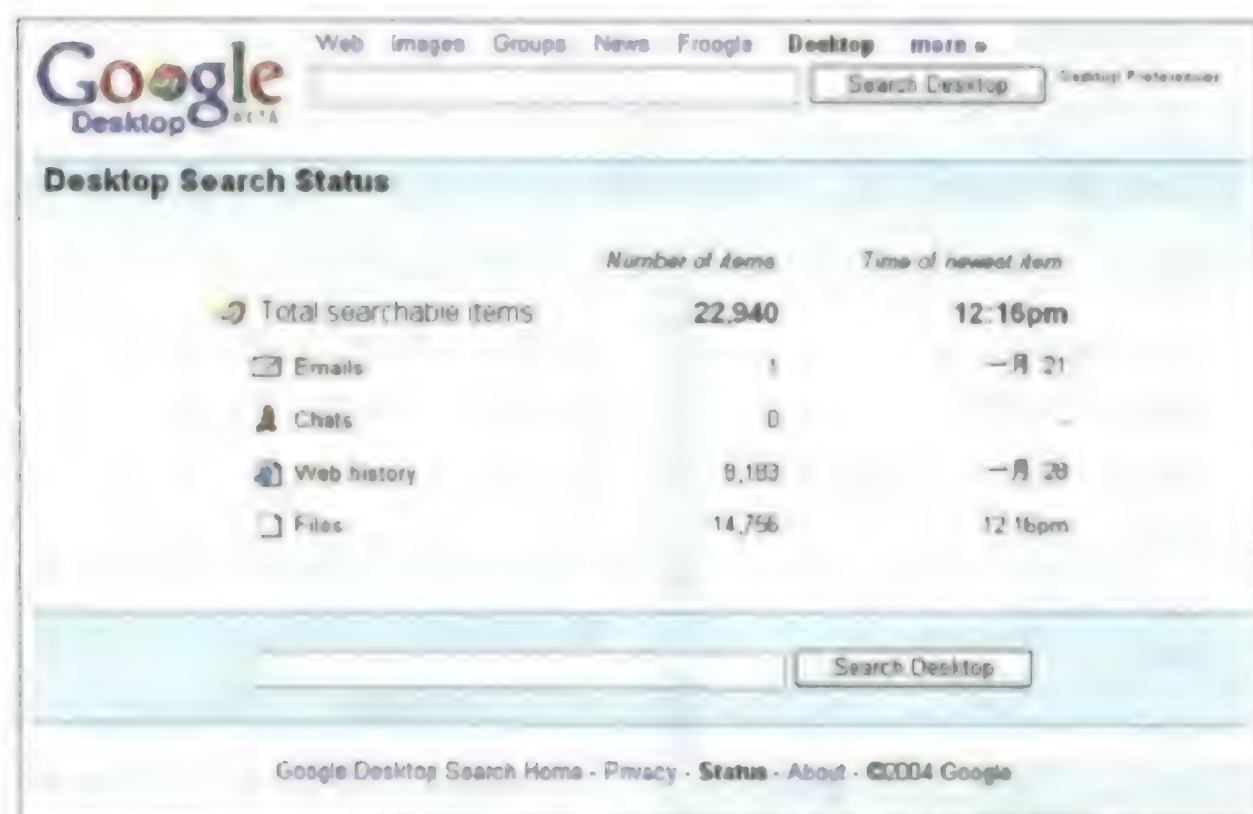 Web Images Groups News Froogle Desktop more »
Google
Desktop BETA
Search Desktop
Desktop Preferences
Desktop Search Status
Number of items Time of newest item
Total searchable items 22,940 12:16pm
Emails 1 一月 21
Chats 0 -
Web history 8,183 一月 28
Files 14,756 12:16pm
Search Desktop
Google Desktop Search Home - Privacy - Status - About - ©2004 Google